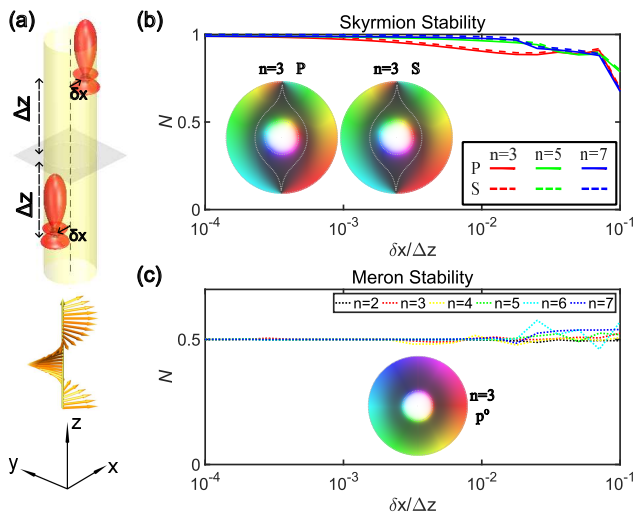 (a)
δx
Δz
Δz
δx
z
y
x
(b)
Skyrmion Stability
1
0.5
0
N
n=3 P
n=3 S
n=3 n=5 n=7
P
S
10^-4
10^-3
10^-2
10^-1
δx/Δz
(c)
Meron Stability
n=2 n=3 n=4 n=5 n=6 n=7
0.5
0
N
n=3
p°
10^-4
10^-3
10^-2
10^-1
δx/Δz